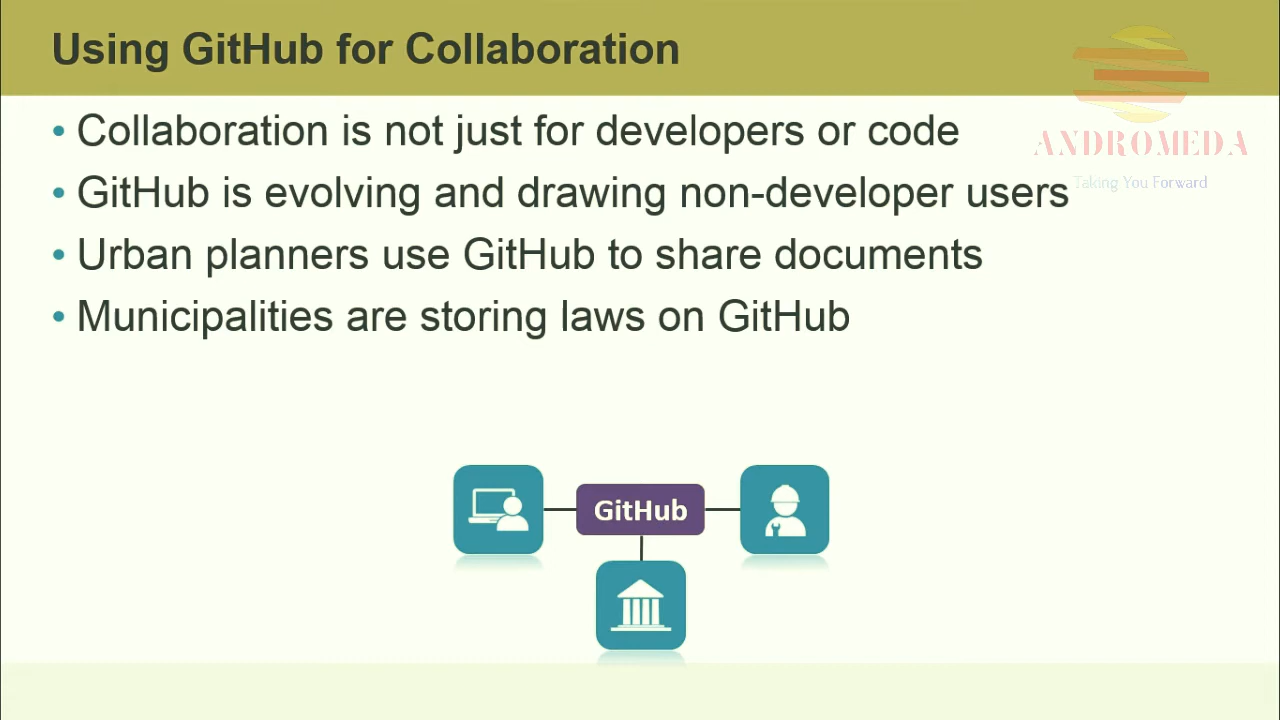 Using GitHub for Collaboration
• Collaboration is not just for developers or code
• GitHub is evolving and drawing non-developer users
• Urban planners use GitHub to share documents
• Municipalities are storing laws on GitHub
ANDROMEDA
Taking You Forward
GitHub